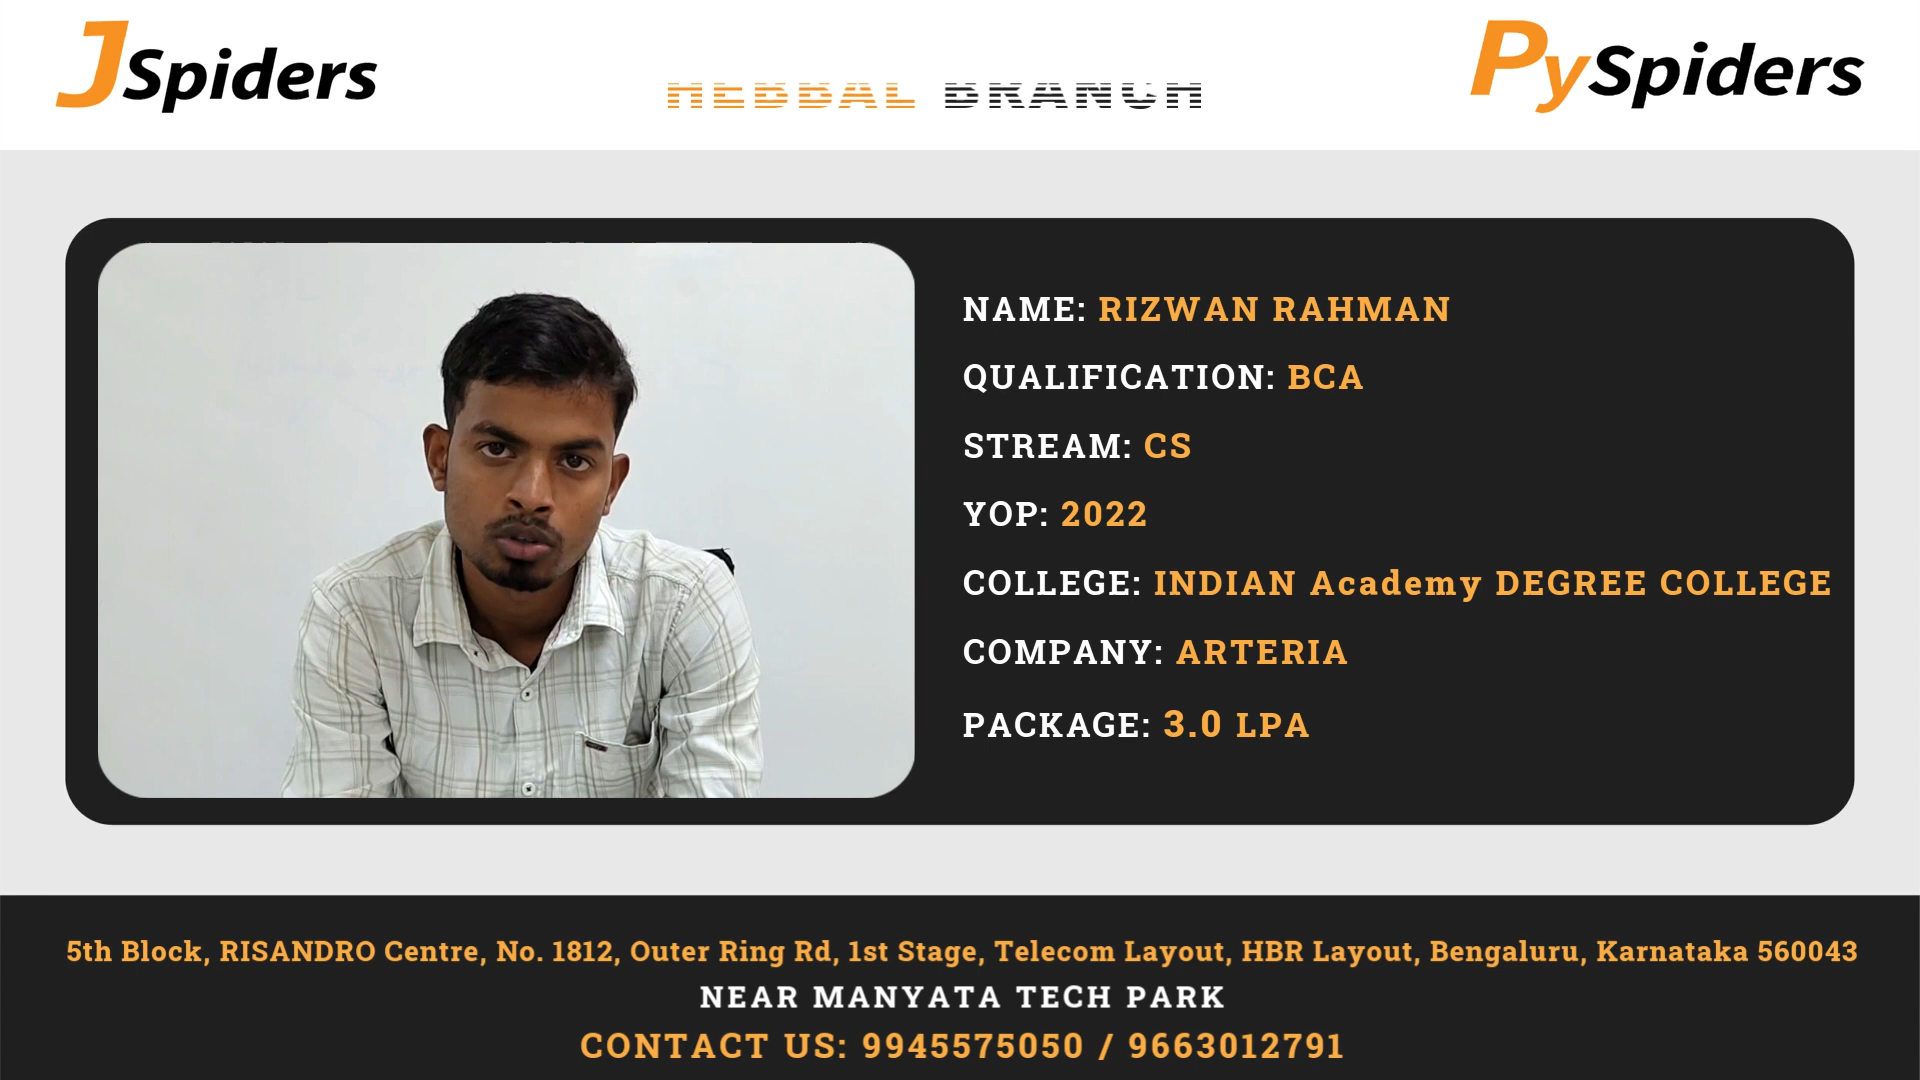 JSpiders
HEBBAL BRANCH
PySpiders
NAME: RIZWAN RAHMAN
QUALIFICATION: BCA
STREAM: CS
YOP: 2022
COLLEGE: INDIAN Academy DEGREE COLLEGE
COMPANY: ARTERIA
PACKAGE: 3.0 LPA
5th Block, RISANDRO Centre, No. 1812, Outer Ring Rd, 1st Stage, Telecom Layout, HBR Layout, Bengaluru, Karnataka 560043
NEAR MANYATA TECH PARK
CONTACT US: 9945575050 / 9663012791